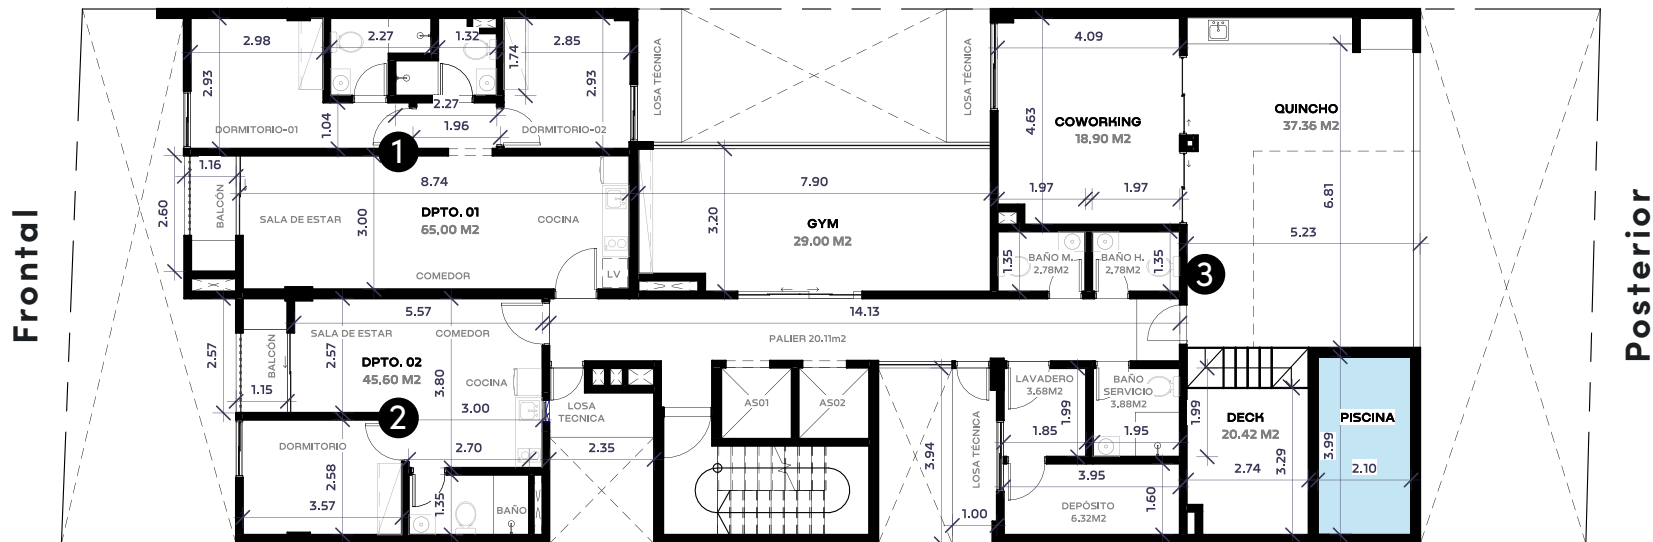 Frontal
2.98
2.27
1.32
1.74
2.85
2.93
2.93
2.27
1.04
1.96
DORMITORIO-01
DORMITORIO-02
1
LOSA TÉCNICA
LOSA TÉCNICA
4.09
4.63
COWORKING
18,90 M2
1.97
1.97
QUINCHO
37.36 M2
6.81
5.23
1.16
2.60
BALCÓN
8.74
SALA DE ESTAR
3.00
DPTO. 01
65,00 M2
COCINA
COMEDOR
LV
7.90
3.20
GYM
29.00 M2
1.35
BAÑO M.
2,78M2
BAÑO H.
2,78M2
1.35
3
5.57
14.13
SALA DE ESTAR
COMEDOR
PALIER 20.11m2
2.57
BALCÓN
2.57
DPTO. 02
45,60 M2
3.80
COCINA
1.15
3.00
2
LOSA
TECNICA
AS01
AS02
LAVADERO
3.68M2
BAÑO
SERVICIO
3.88M2
1.99
1.99
DECK
20.42 M2
PISCINA
DORMITORIO
2.70
2.35
3.94
LOSA TÉCNICA
1.85
1.95
2.58
3.95
2.74
3.29
3.99
2.10
3.57
1.35
BAÑO
1.00
DEPÓSITO
6.32M2
1.60
Posterior